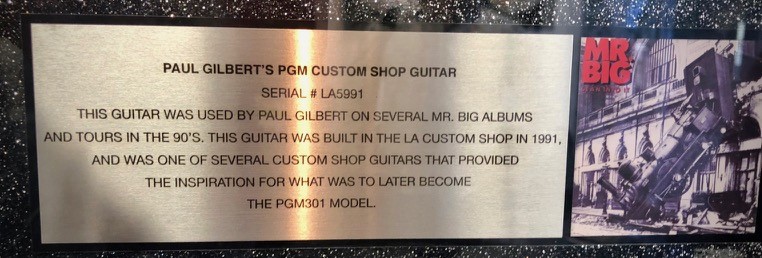 PAUL GILBERT'S PGM CUSTOM SHOP GUITAR
SERIAL # LA5991
THIS GUITAR WAS USED BY PAUL GILBERT ON SEVERAL MR. BIG ALBUMS
AND TOURS IN THE 90'S. THIS GUITAR WAS BUILT IN THE LA CUSTOM SHOP IN 1991,
AND WAS ONE OF SEVERAL CUSTOM SHOP GUITARS THAT PROVIDED
THE INSPIRATION FOR WHAT WAS TO LATER BECOME
THE PGM301 MODEL.
MR.
BIG